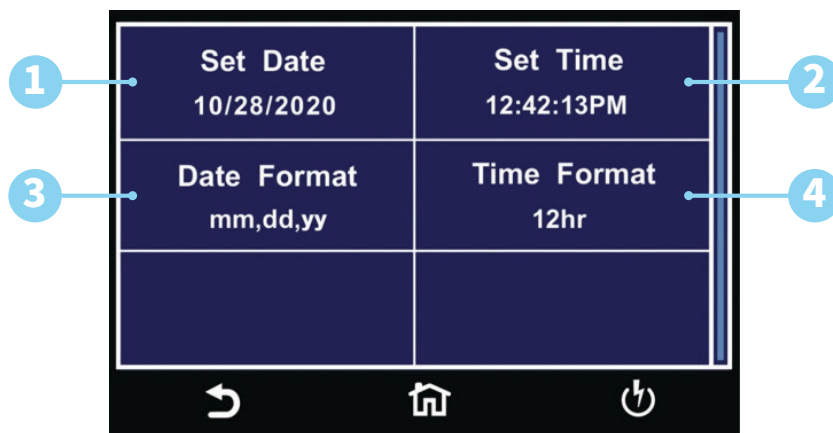 1
Set Date
10/28/2020
Set Time
12:42:13PM
2
3
Date Format
mm,dd,yy
Time Format
12hr
4